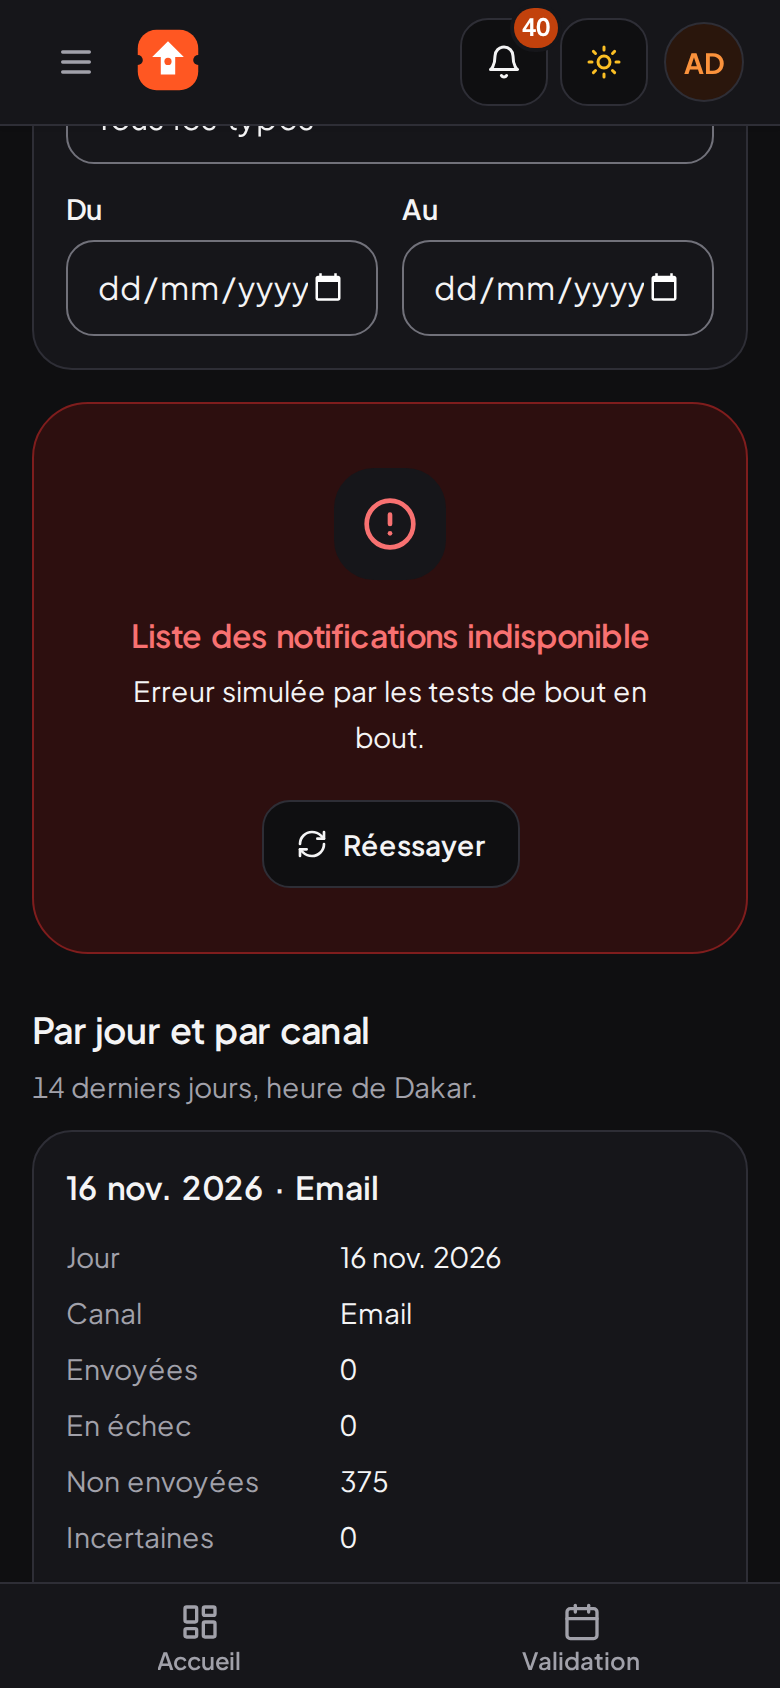 40
AD
Tous les types
Du
Au
dd/mm/yyyy
dd/mm/yyyy
Liste des notifications indisponible
Erreur simulée par les tests de bout en
bout.
Réessayer
Par jour et par canal
14 derniers jours, heure de Dakar.
16 nov. 2026 · Email
Jour
16 nov. 2026
Canal
Email
Envoyées
0
En échec
0
Non envoyées
375
Incertaines
0
Accueil
Validation